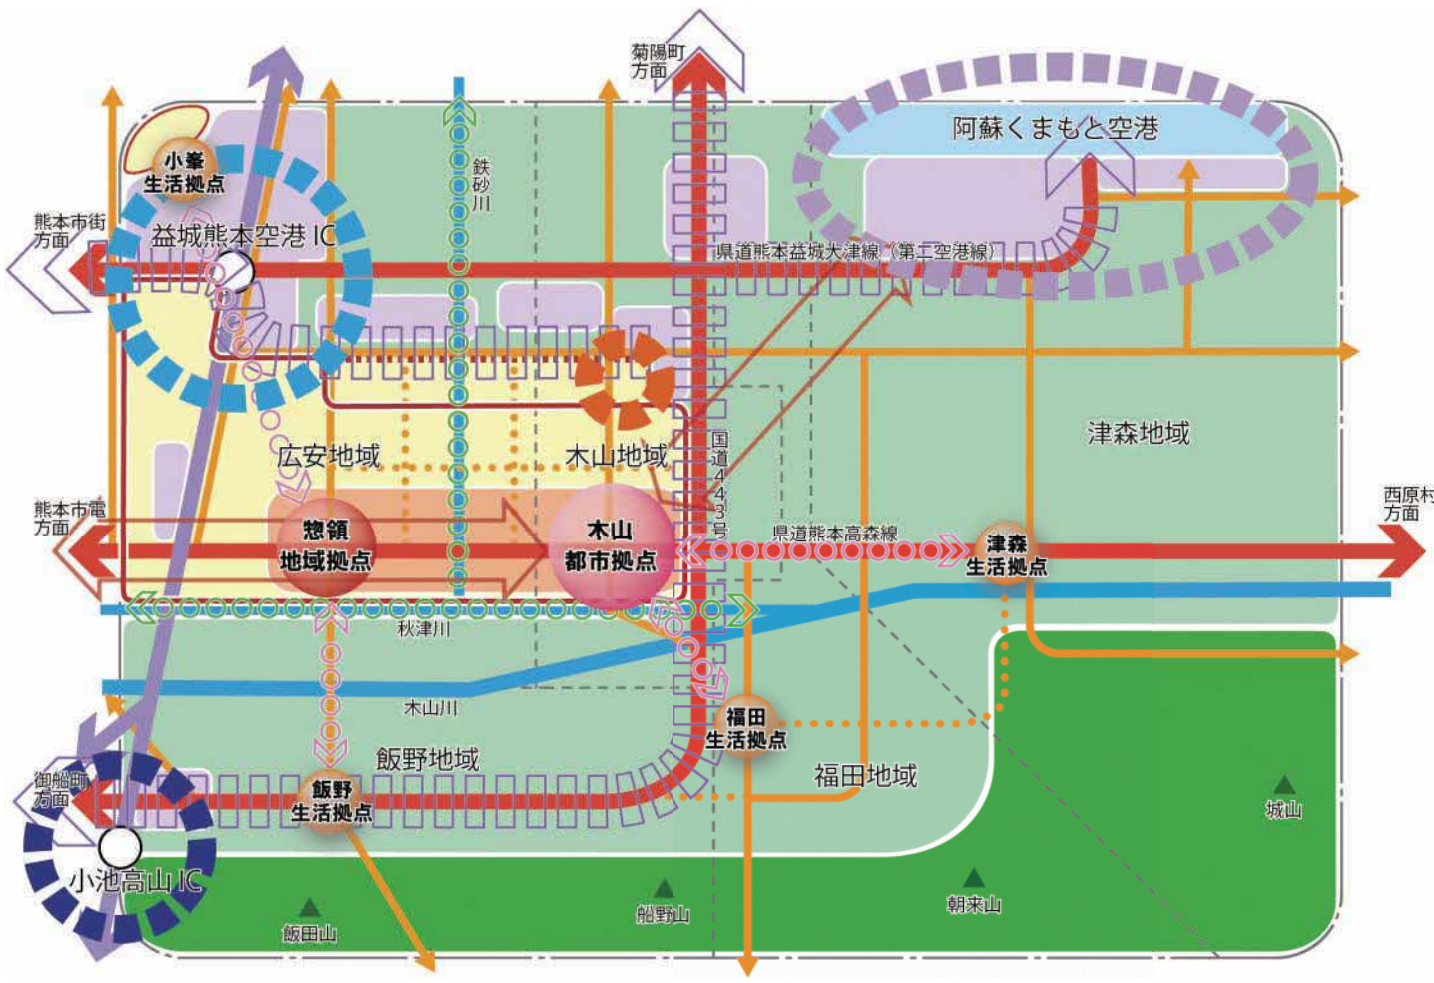 菊陽町
方面
阿蘇くまもと空港
小峯
生活拠点
鉄砂川
熊本市街
方面
益城熊本空港 IC
県道熊本益城大津線（第二空港線）
国道443号
津森地域
広安地域
木山地域
熊本市電
方面
西原村
方面
惣領
地域拠点
木山
都市拠点
県道熊本高森線
津森
生活拠点
秋津川
木山川
福田
生活拠点
飯野地域
福田地域
御船町
方面
飯野
生活拠点
城山
小池高山 IC
飯田山
船野山
朝来山